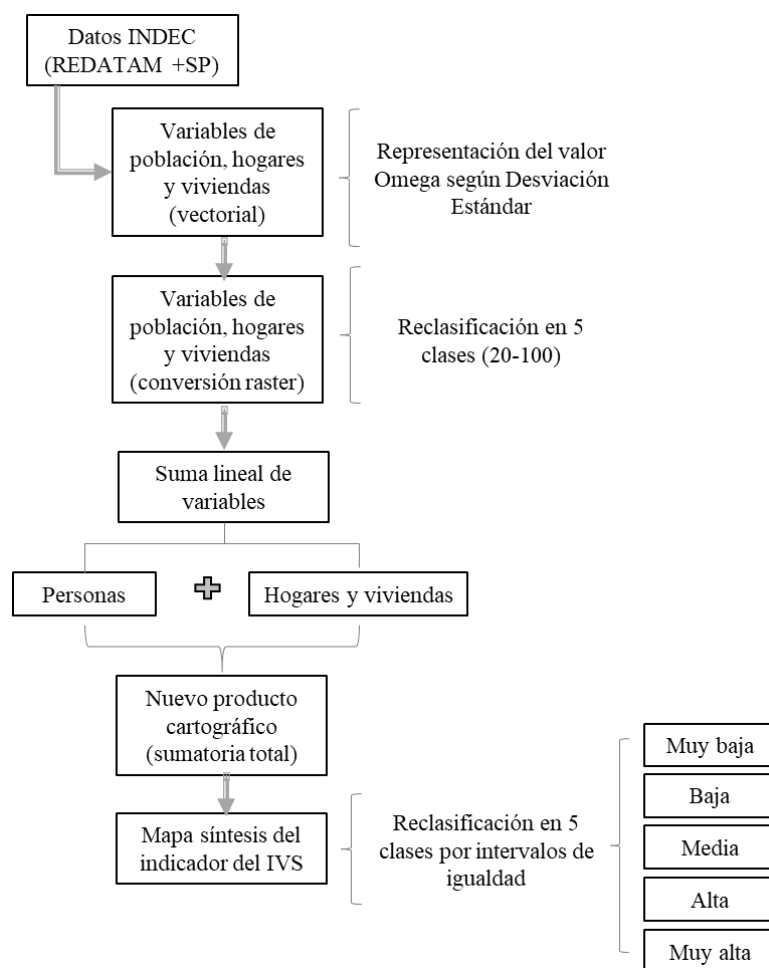 Datos INDEC
(REDATAM +SP)
Variables de
población, hogares
y viviendas
(vectorial)
Representación del valor
Omega según Desviación
Estándar
Variables de
población, hogares
y viviendas
(conversión raster)
Reclasificación en 5
clases (20-100)
Suma lineal de
variables
Personas
Hogares y viviendas
Nuevo producto
cartográfico
(sumatoria total)
Mapa síntesis del
indicador del IVS
Reclasificación en 5
clases por intervalos de
igualdad
Muy baja
Baja
Media
Alta
Muy alta